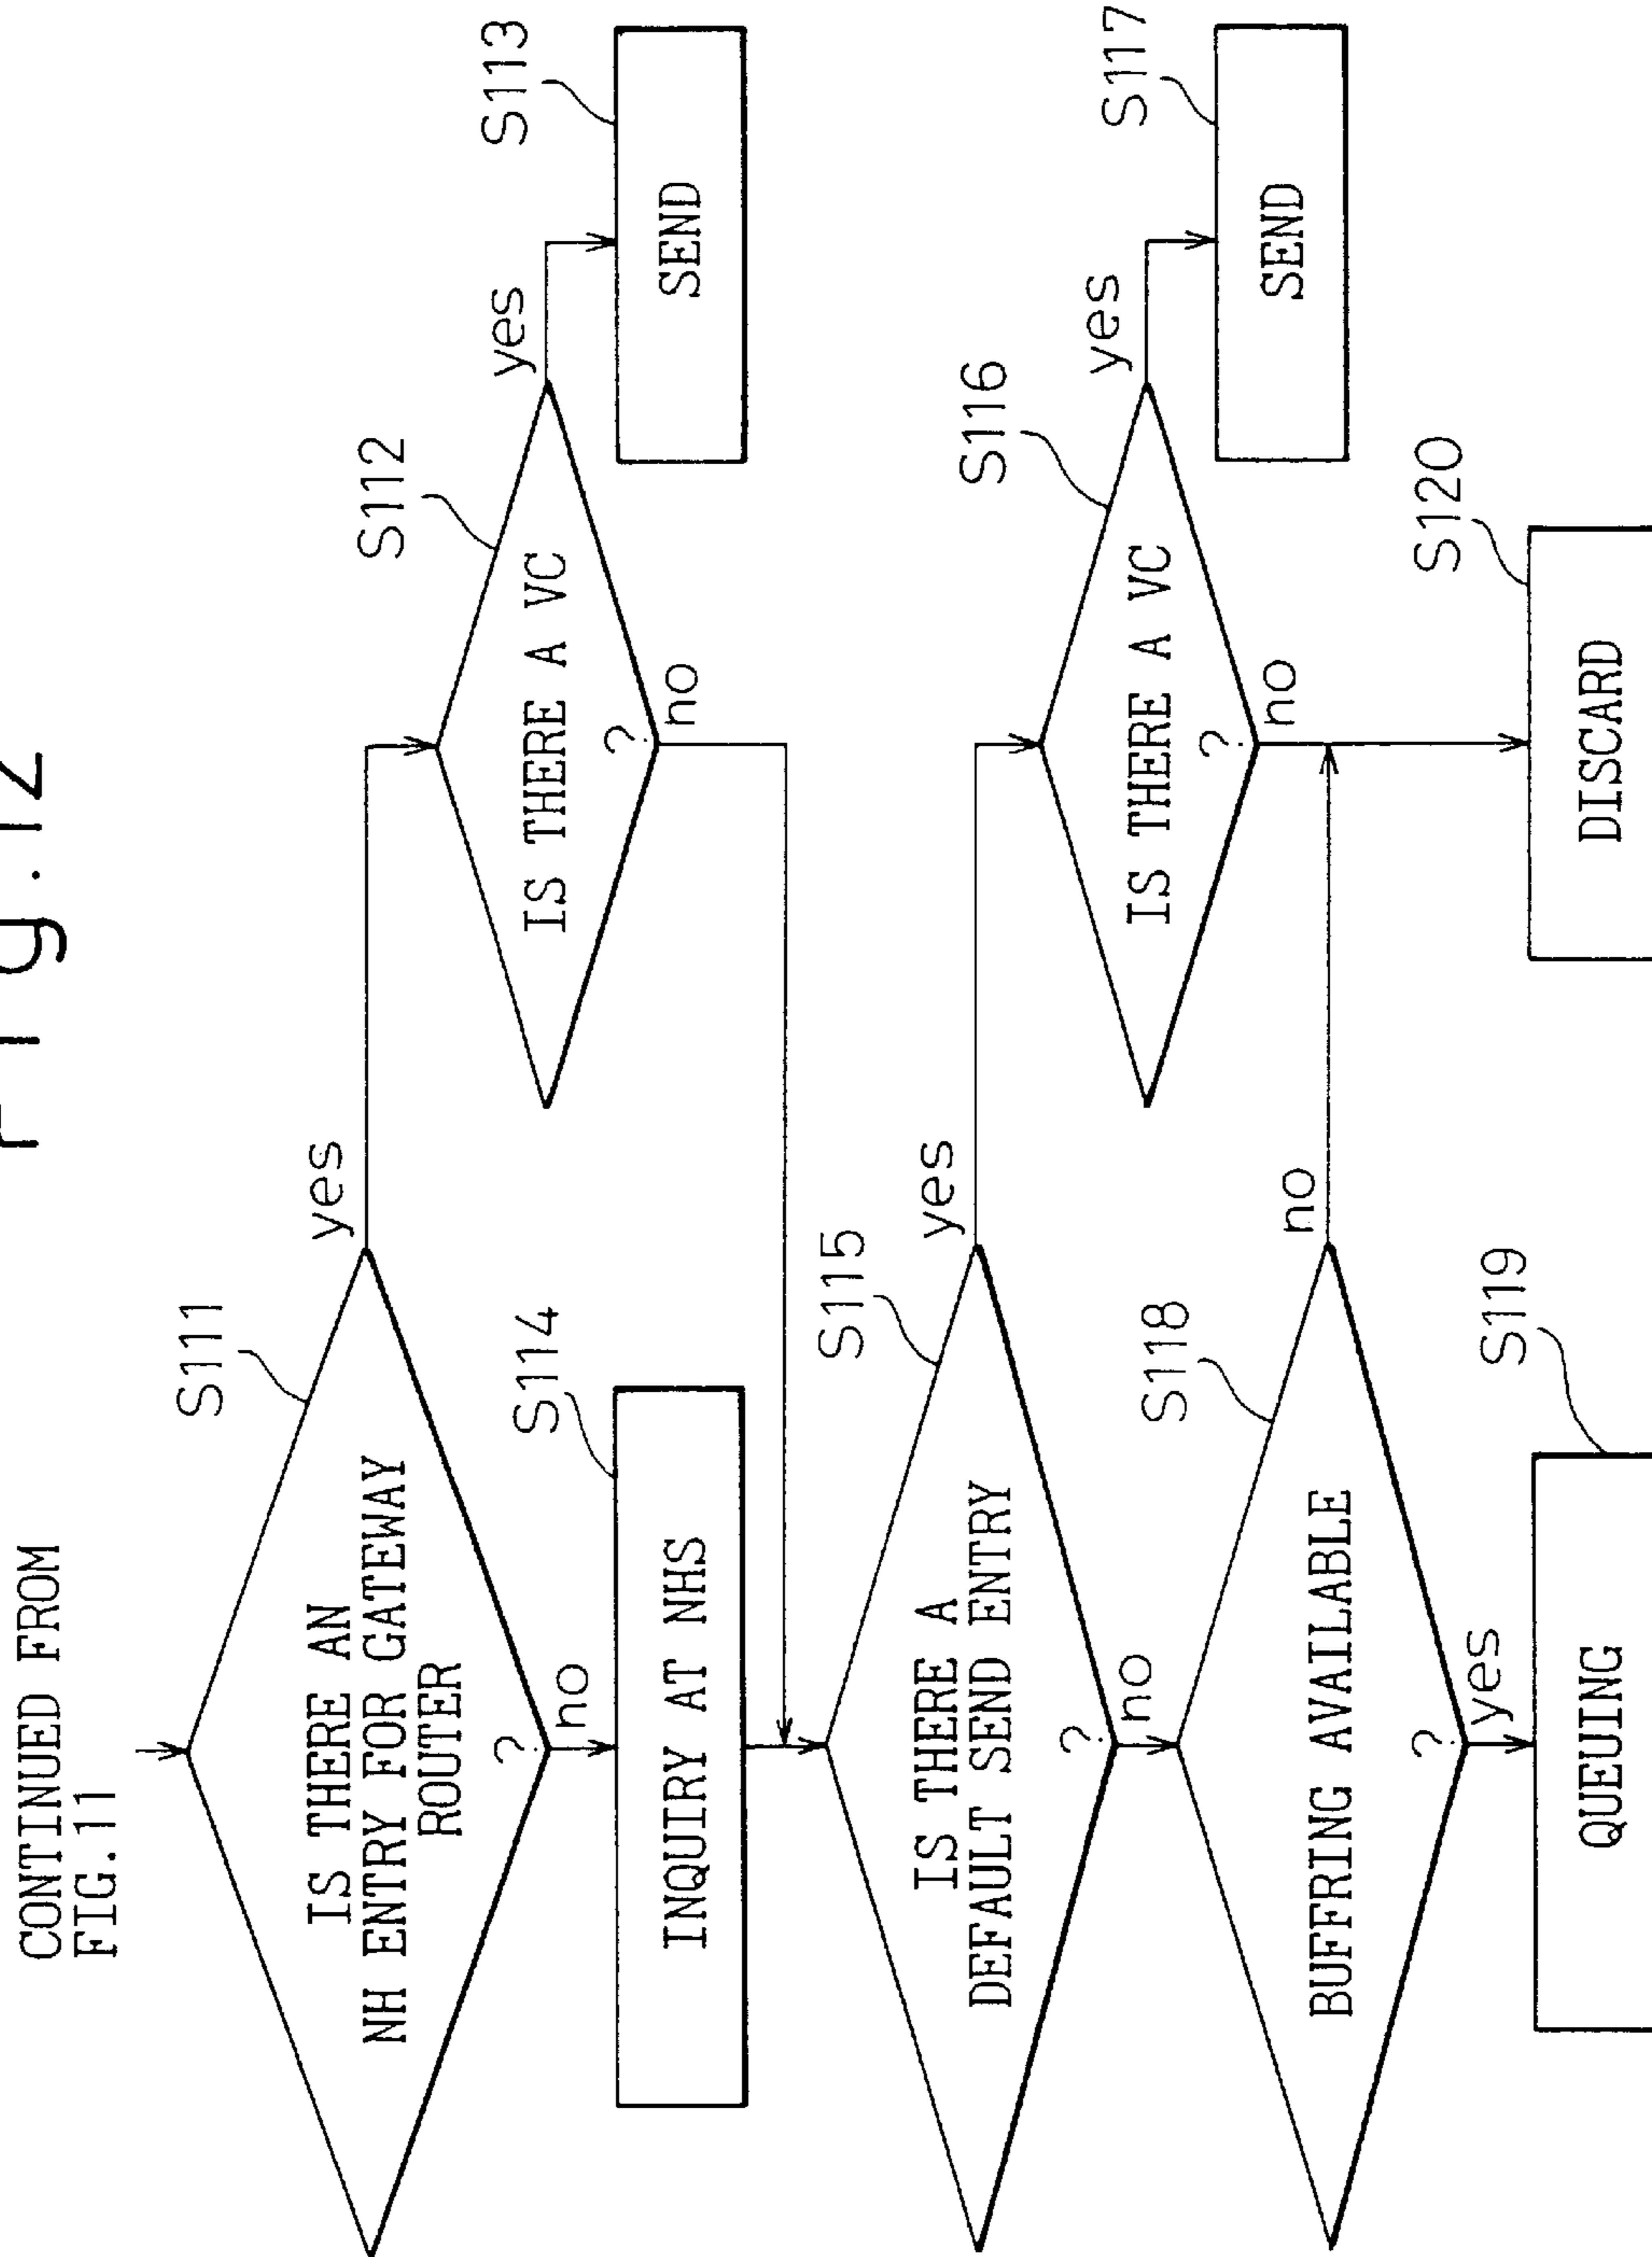 Fig.12
CONTINUED FROM
FIG.11
S111
IS THERE AN
NH ENTRY FOR GATEWAY
ROUTER
?
yes
no
S112
IS THERE A VC
?
yes
no
S113
SEND
S114
INQUIRY AT NHS
S115
IS THERE A
DEFAULT SEND ENTRY
?
yes
no
S116
IS THERE A VC
?
yes
no
S117
SEND
S118
BUFFRING AVAILABLE
?
no
yes
S119
QUEUING
S120
DISCARD